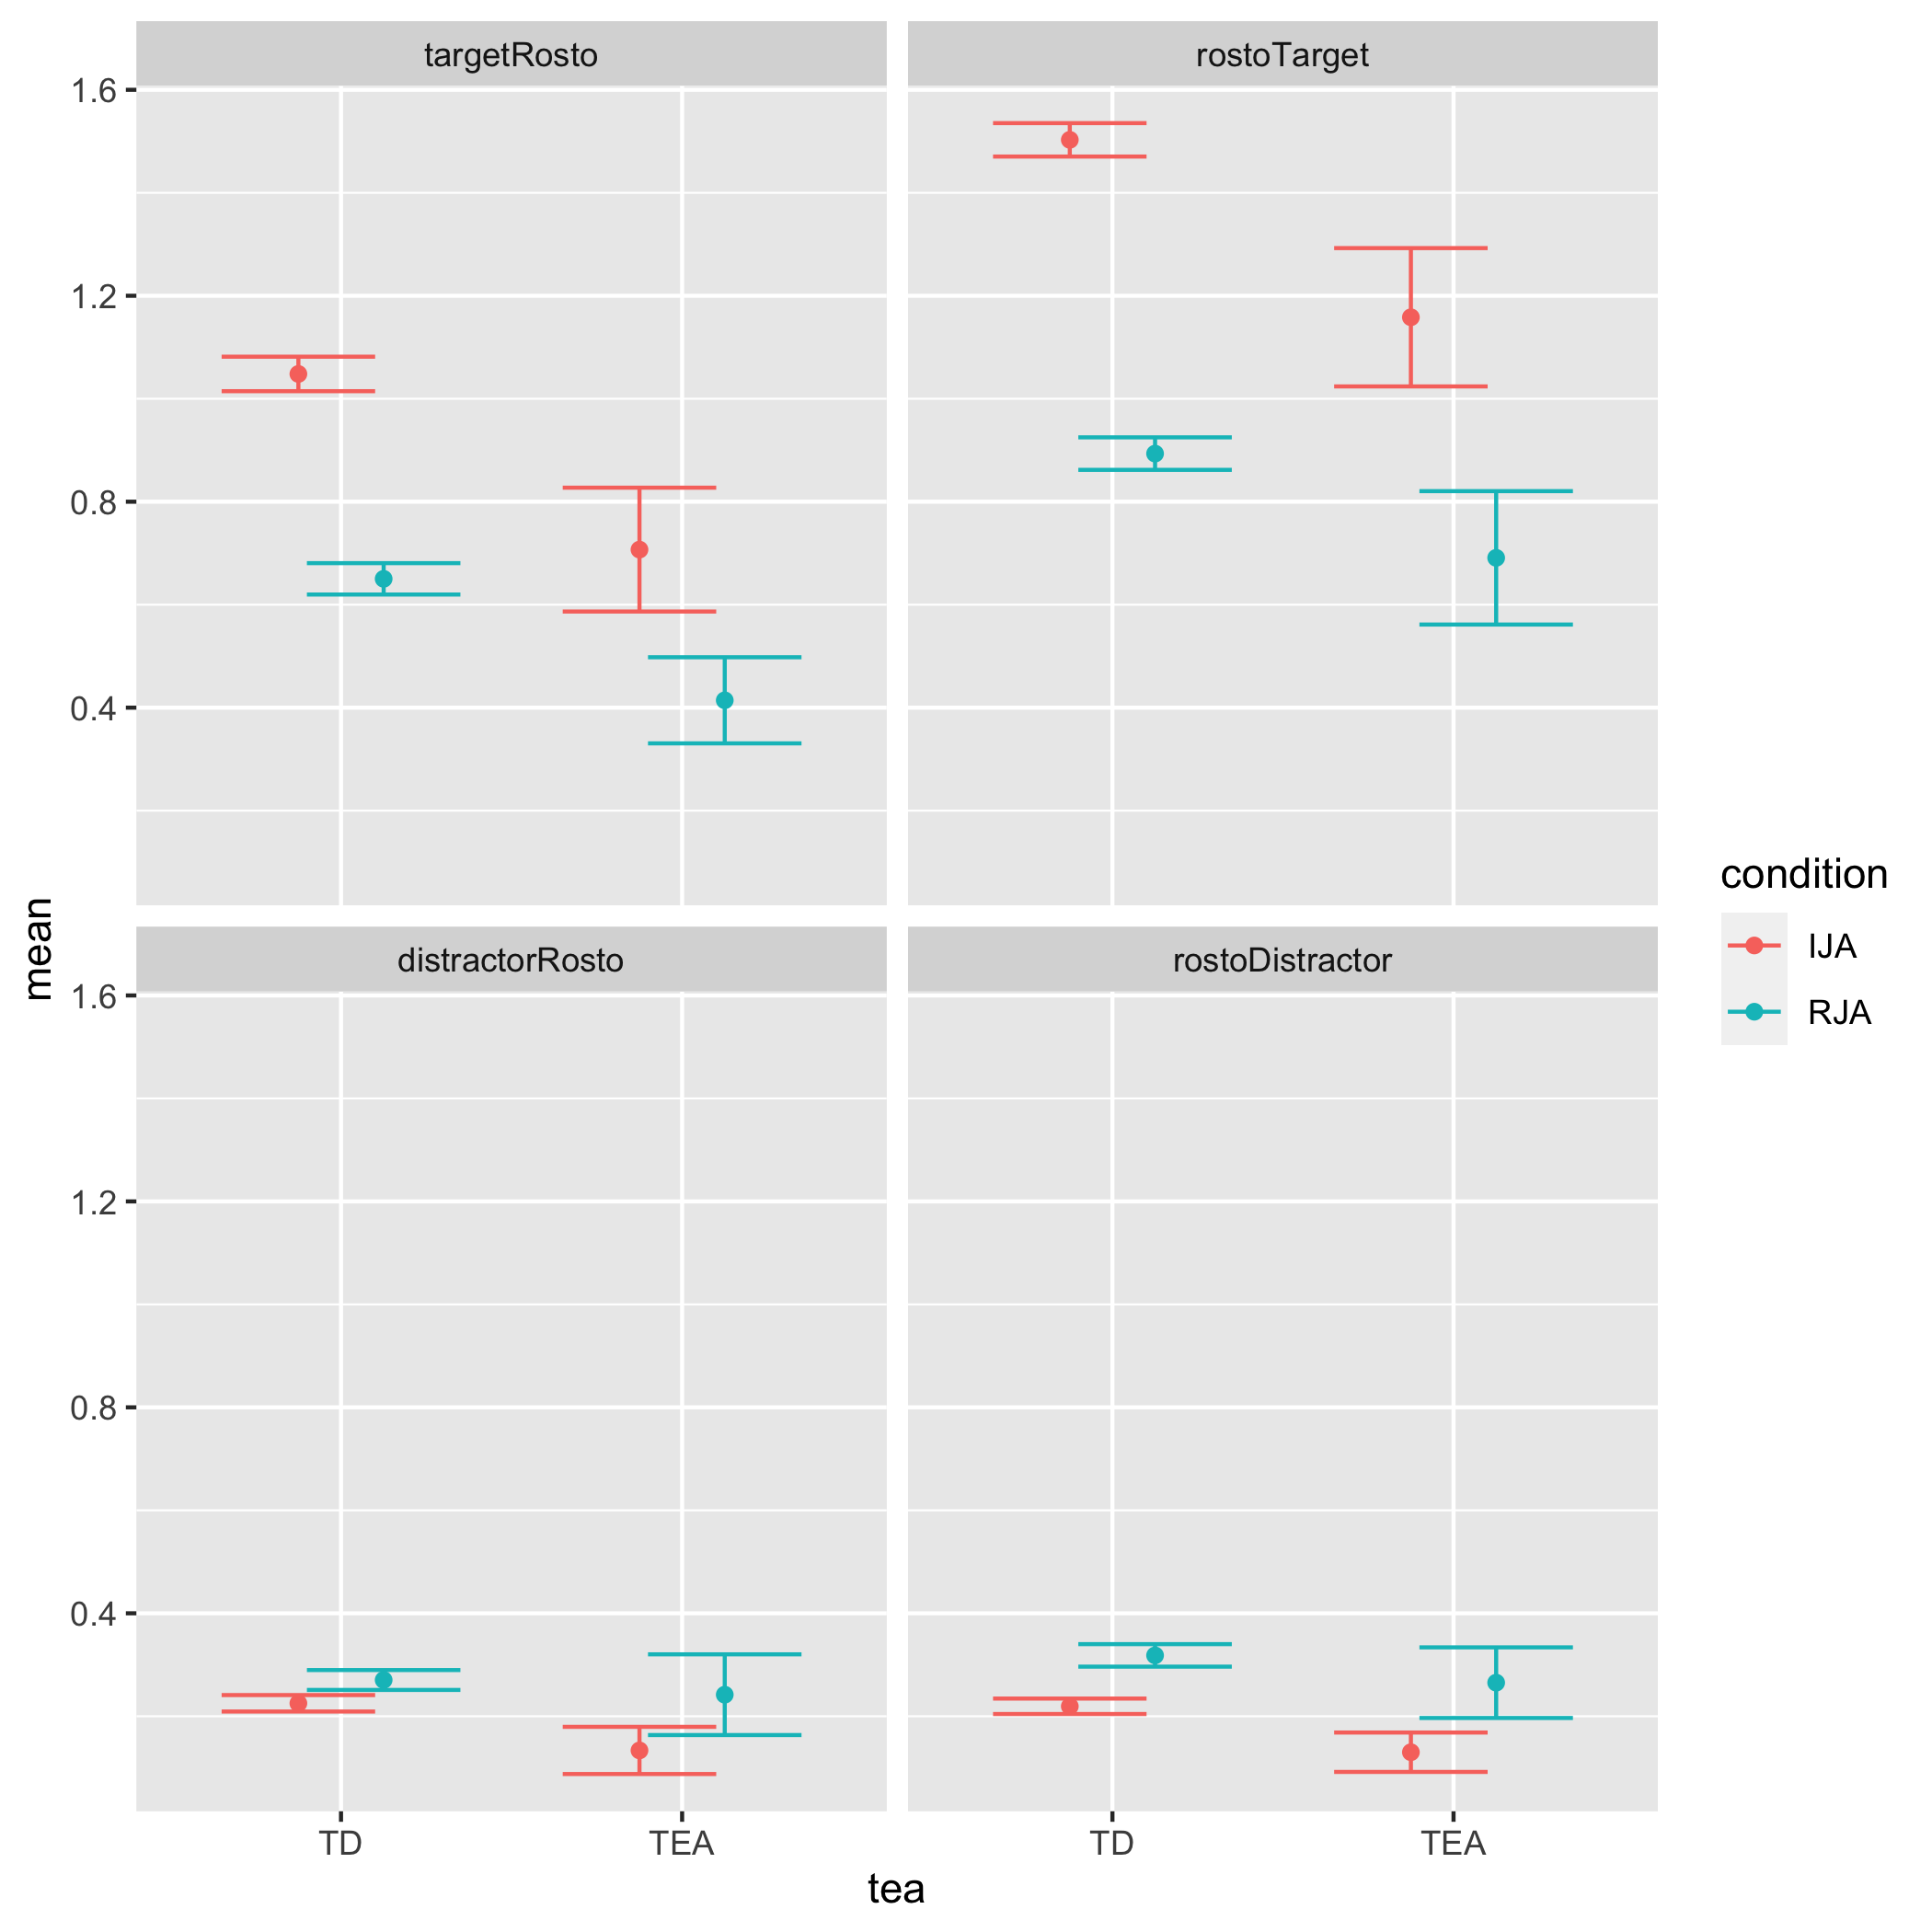 targetRosto
rostoTarget
1.6
1.2
0.8
0.4
mean
distractorRosto
rostoDistractor
1.6
1.2
0.8
0.4
TD
TEA
TD
TEA
tea
condition
IJA
RJA